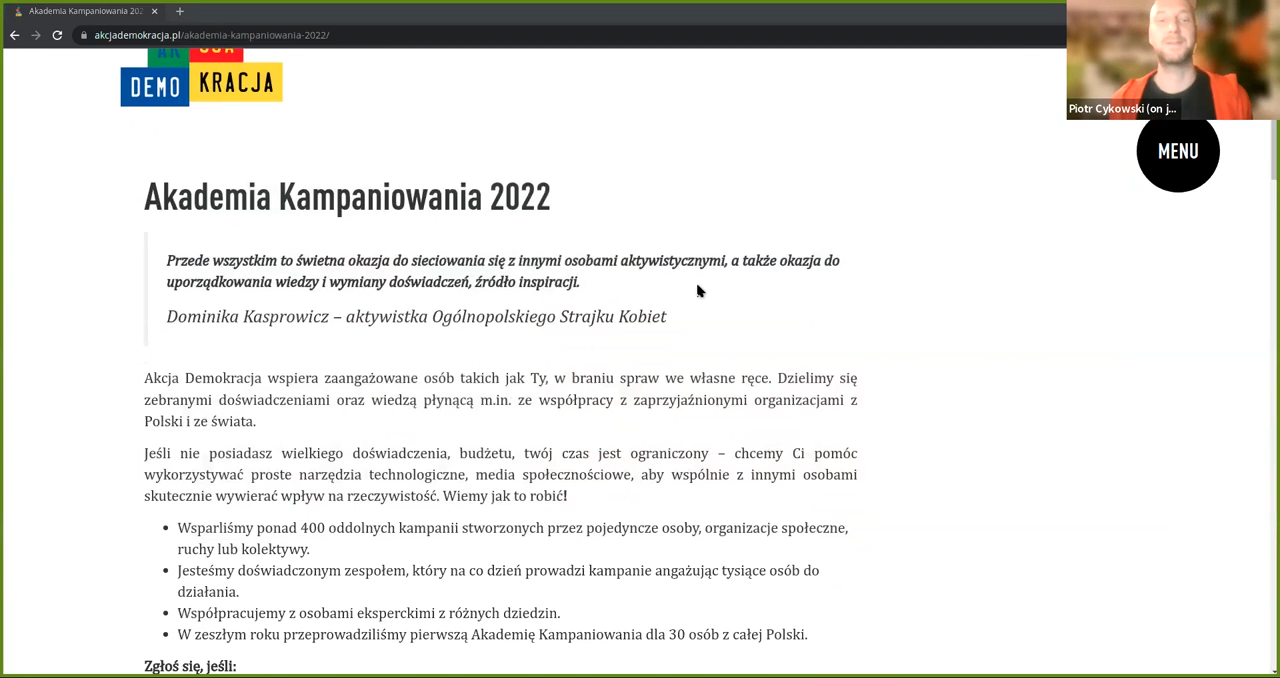 Akademia Kampaniowania 202
akcjademokracja.pl/akademia-kampaniowania-2022/
Piotr Cykowski (on j...
DEMO KRACJA
MENU
Akademia Kampaniowania 2022
Przede wszystkim to świetna okazja do sieciowania się z innymi osobami aktywistycznymi, a także okazja do
uporządkowania wiedzy i wymiany doświadczeń, źródło inspiracji.
Dominika Kasprowicz – aktywistka Ogólnopolskiego Strajku Kobiet
Akcja Demokracja wspiera zaangażowane osób takich jak Ty, w braniu spraw we własne ręce. Dzielimy się
zebranymi doświadczeniami oraz wiedzą płynącą m.in. ze współpracy z zaprzyjaźnionymi organizacjami z
Polski i ze świata.
Jeśli nie posiadasz wielkiego doświadczenia, budżetu, twój czas jest ograniczony – chcemy Ci pomóc
wykorzystywać proste narzędzia technologiczne, media społecznościowe, aby wspólnie z innymi osobami
skutecznie wywierać wpływ na rzeczywistość. Wiemy jak to robić!
• Wsparliśmy ponad 400 oddolnych kampanii stworzonych przez pojedyncze osoby, organizacje społeczne,
ruchy lub kolektywy.
• Jesteśmy doświadczonym zespołem, który na co dzień prowadzi kampanie angażując tysiące osób do
działania.
• Współpracujemy z osobami eksperckimi z różnych dziedzin.
• W zeszłym roku przeprowadziliśmy pierwszą Akademię Kampaniowania dla 30 osób z całej Polski.
Zgłoś się, jeśli: